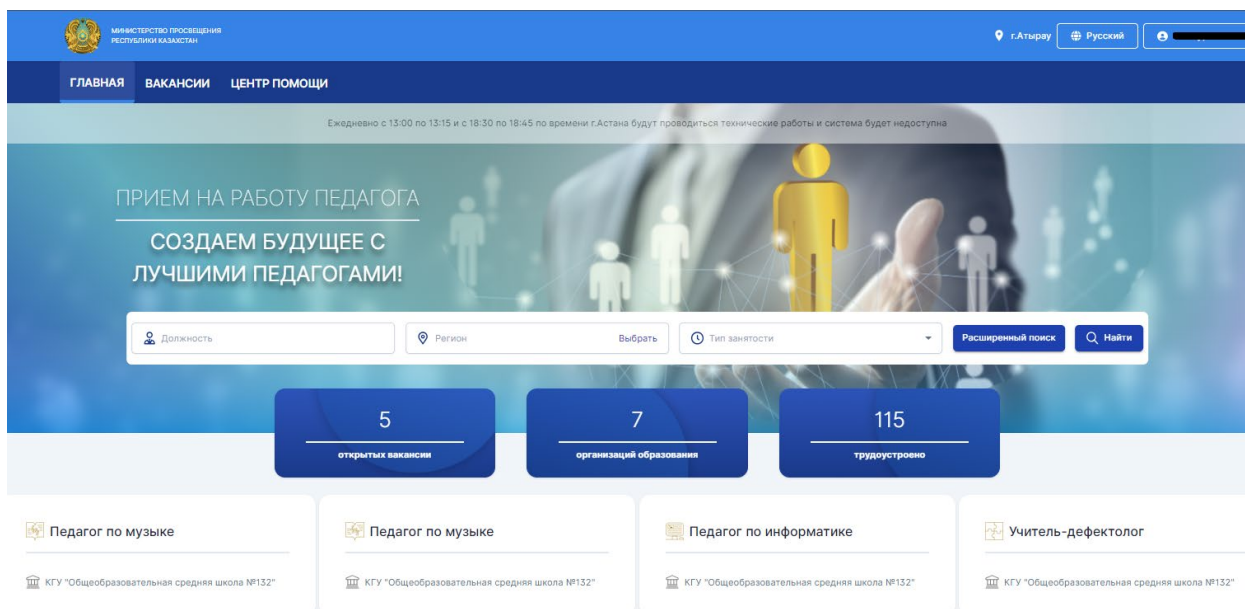 МИНИСТЕРСТВО ПРОСВЕЩЕНИЯ
РЕСПУБЛИКИ КАЗАХСТАН
г.Атырау
Русский
ГЛАВНАЯ ВАКАНСИИ ЦЕНТР ПОМОЩИ
Ежедневно с 13:00 по 13:15 и с 18:30 по 18:45 по времени г.Астана будут проводиться технические работы и система будет недоступна
ПРИЕМ НА РАБОТУ ПЕДАГОГА
СОЗДАЕМ БУДУЩЕЕ С
ЛУЧШИМИ ПЕДАГОГАМИ!
Должность
Регион
Выбрать
Тип занятости
Расширенный поиск
Найти
5
открытых вакансии
7
организаций образования
115
трудоустроено
Педагог по музыке
КГУ "Общеобразовательная средняя школа №132"
Педагог по музыке
КГУ "Общеобразовательная средняя школа №132"
Педагог по информатике
КГУ "Общеобразовательная средняя школа №132"
Учитель-дефектолог
КГУ "Общеобразовательная средняя школа №132"